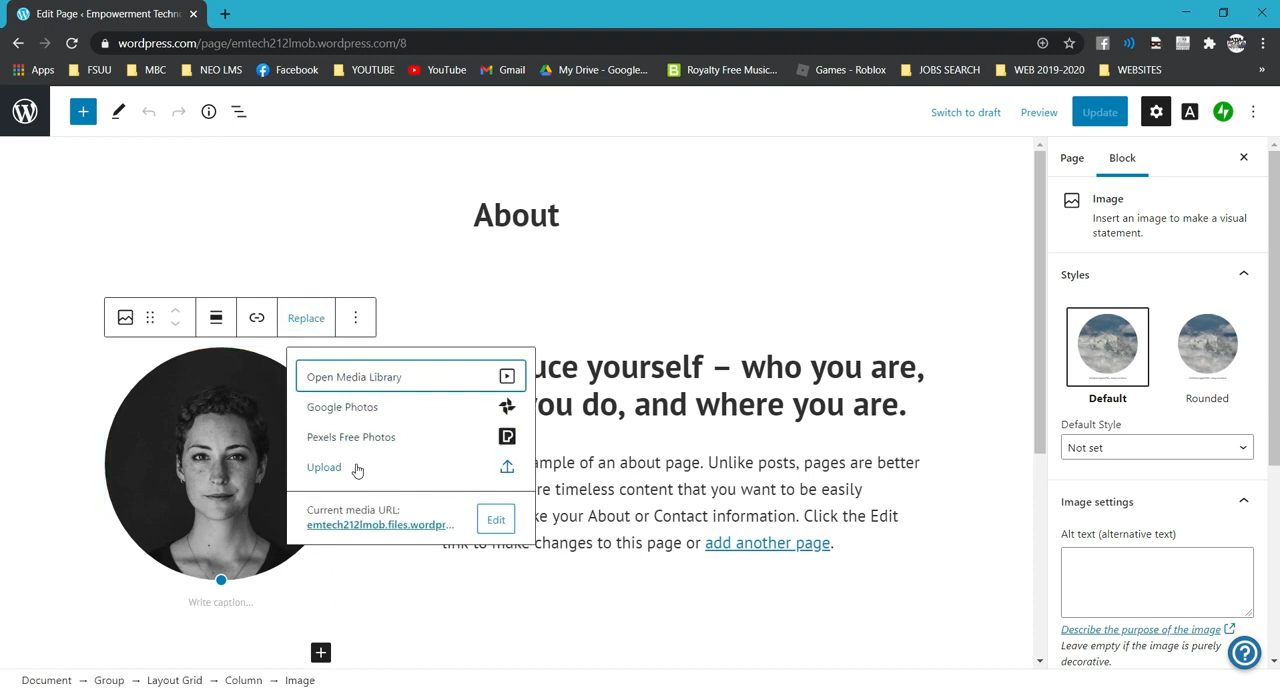 Edit Page ‹ Empowerment Techno
wordpress.com/page/emtech212lmob.wordpress.com/8
Apps FSUU MBC NEO LMS Facebook YOUTUBE YouTube Gmail My Drive - Google... Royalty Free Music... Games - Roblox JOBS SEARCH WEB 2019-2020 WEBSITES »
Switch to draft Preview Update A
Page Block
Image
Insert an image to make a visual
statement.
About
Styles
Replace
Default Rounded
Default Style
Not set
Open Media Library
Google Photos
Pexels Free Photos
Upload
Current media URL:
emtech212lmob.files.wordpr...
Edit
uce yourself – who you are,
you do, and where you are.
ample of an about page. Unlike posts, pages are better
re timeless content that you want to be easily
ke your About or Contact information. Click the Edit
link to make changes to this page or add another page.
Write caption...
Image settings
Alt text (alternative text)
Describe the purpose of the image
Leave empty if the image is purely
decorative.
Document → Group → Layout Grid → Column → Image